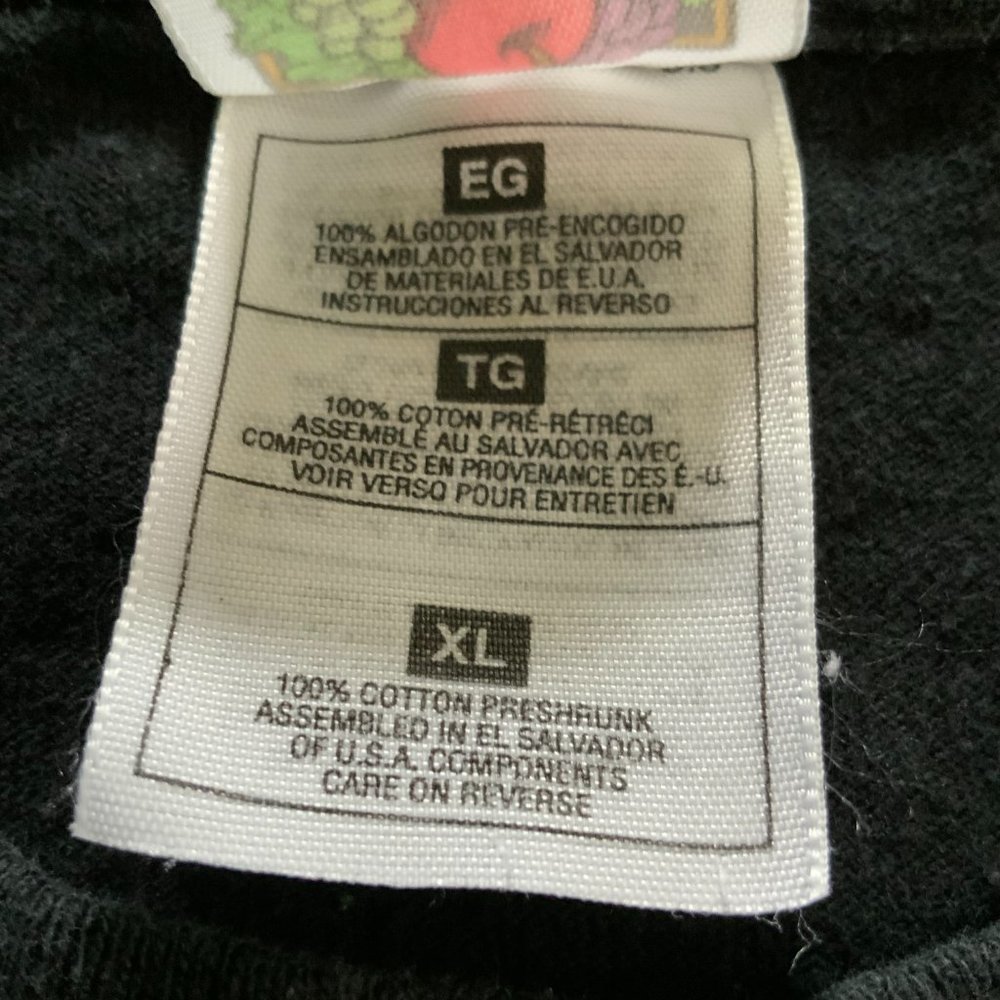 EG
100% ALGODON PRE-ENCOGIDO
ENSAMBLADO EN EL SALVADOR
DE MATERIALES DE E.U.A.
INSTRUCCIONES AL REVERSO
TG
100% COTON PRÉ-RÉTRÉCI
ASSEMBLÉ AU SALVADOR AVEC
COMPOSANTES EN PROVENANCE DES É.-U.
VOIR VERSO POUR ENTRETIEN
XL
100% COTTON PRESHRUNK
ASSEMBLED IN EL SALVADOR
OF U.S.A. COMPONENTS
CARE ON REVERSE